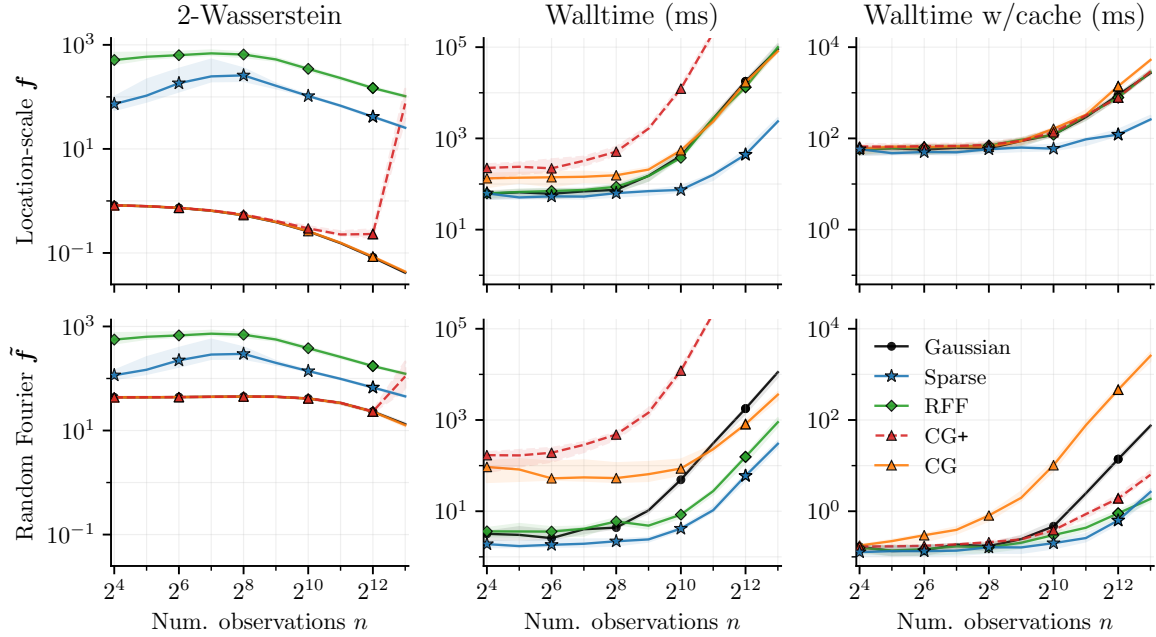 2-Wasserstein
Walltime (ms)
Walltime w/cache (ms)
Location-scale f
10^3
10^1
10^−1
10^5
10^3
10^1
10^4
10^2
10^0
Random Fourier f̃
10^3
10^1
10^−1
10^5
10^3
10^1
10^4
10^2
10^0
Gaussian
Sparse
RFF
CG+
CG
2^4 2^6 2^8 2^10 2^12
2^4 2^6 2^8 2^10 2^12
2^4 2^6 2^8 2^10 2^12
Num. observations n
Num. observations n
Num. observations n